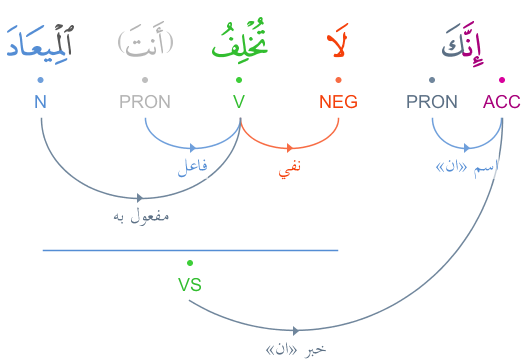 إِنَّكَ لَا تُخْلِفُ (أَنتَ) ٱلْمِيعَادَ
ACC PRON NEG V PRON N
اسم «ان» نفي فاعل
مفعول به
VS
خبر «ان»